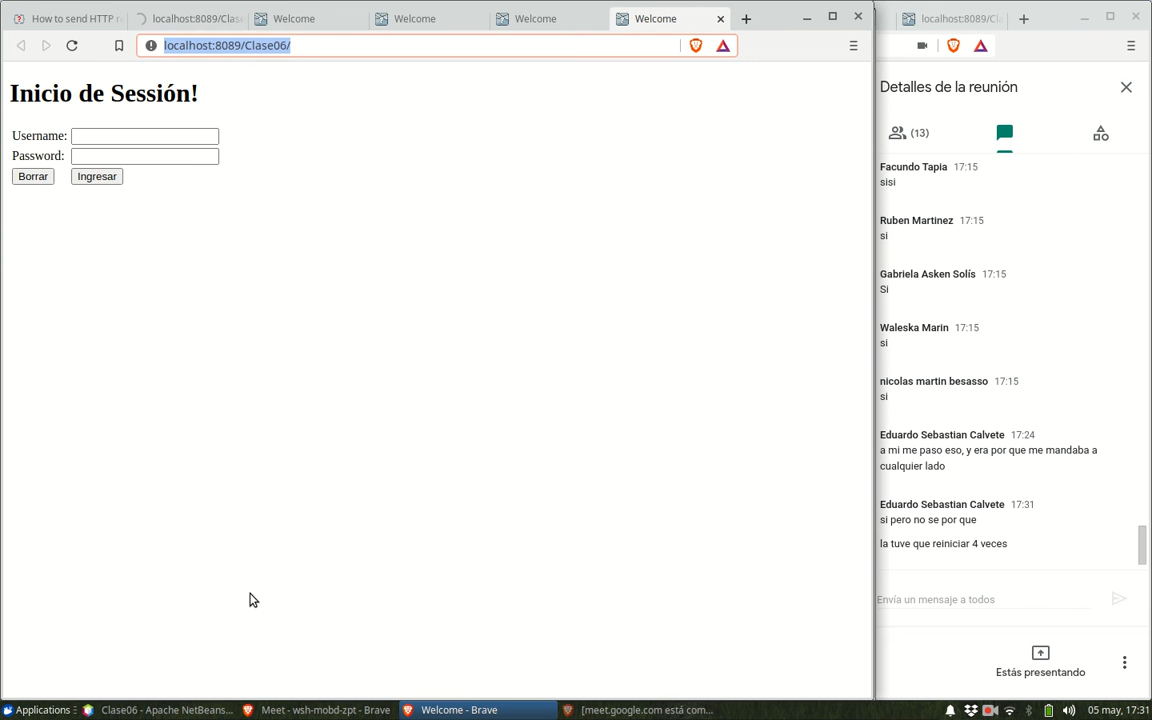 How to send HTTP re
localhost:8089/Clase
Welcome
Welcome
Welcome
Welcome
localhost:8089/Cla
localhost:8089/Clase06/
Inicio de Sesión!
Username:
Password:
Borrar Ingresar
Detalles de la reunión
(13)
Facundo Tapia 17:15
sisi
Ruben Martinez 17:15
si
Gabriela Asken Solís 17:15
Si
Waleska Marin 17:15
si
nicolas martin besasso 17:15
si
Eduardo Sebastian Calvete 17:24
a mi me paso eso, y era por que me mandaba a
cualquier lado
Eduardo Sebastian Calvete 17:31
si pero no se por que
la tuve que reiniciar 4 veces
Envía un mensaje a todos
Estás presentando
Applications
Clase06 - Apache NetBeans...
Meet - wsh-mobd-zpt - Brave
Welcome - Brave
[meet.google.com está com...
05 may, 17:31